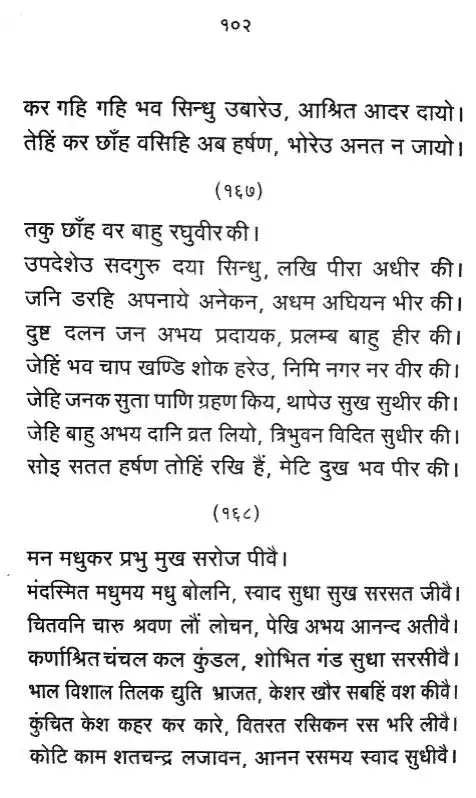 १०२
कर गहि गहि भव सिन्धु उबारेउ, आश्रित आदर दायो।
तेहिं कर छाँह वसिहि अब हर्षण, भोरेउ अनत न जायो।
(१६७)
तकु छाँह वर बाहु रघुवीर की।
उपदेशेउ सदगुरु दया सिन्धु, लखि पीरा अधीर की।
जनि डरहि अपनाये अनेकन, अधम अघियन भीर की।
दुष्ट दलन जन अभय प्रदायक, प्रलम्ब बाहु हीर की।
जेहिं भव चाप खण्डि शोक हरेउ, निमि नगर नर वीर की।
जेहि जनक सुता पाणि ग्रहण किय, थापेउ सुख सुथीर की।
जेहि बाहु अभय दानि व्रत लियो, त्रिभुवन विदित सुधीर की।
सोइ सतत हर्षण तोहिं रखि हैं, मेटि दुख भव पीर की।
(१६८)
मन मधुकर प्रभु मुख सरोज पीवै।
मंदस्मित मधुमय मधु बोलनि, स्वाद सुधा सुख सरसत जीवै।
चितवनि चारु श्रवण लौं लोचन, पेखि अभय आनन्द अतीवै।
कर्णाश्रित चंचल कल कुंडल, शोभित गंड सुधा सरसीवै।
भाल विशाल तिलक द्युति भ्राजत, केशर खौर सबहिं वश कीवै।
कुंचित केश कहर कर कारे, वितरत रसिकन रस भरि लीवै।
कोटि काम शतचन्द्र लजावन, आनन रसमय स्वाद सुधीवै।